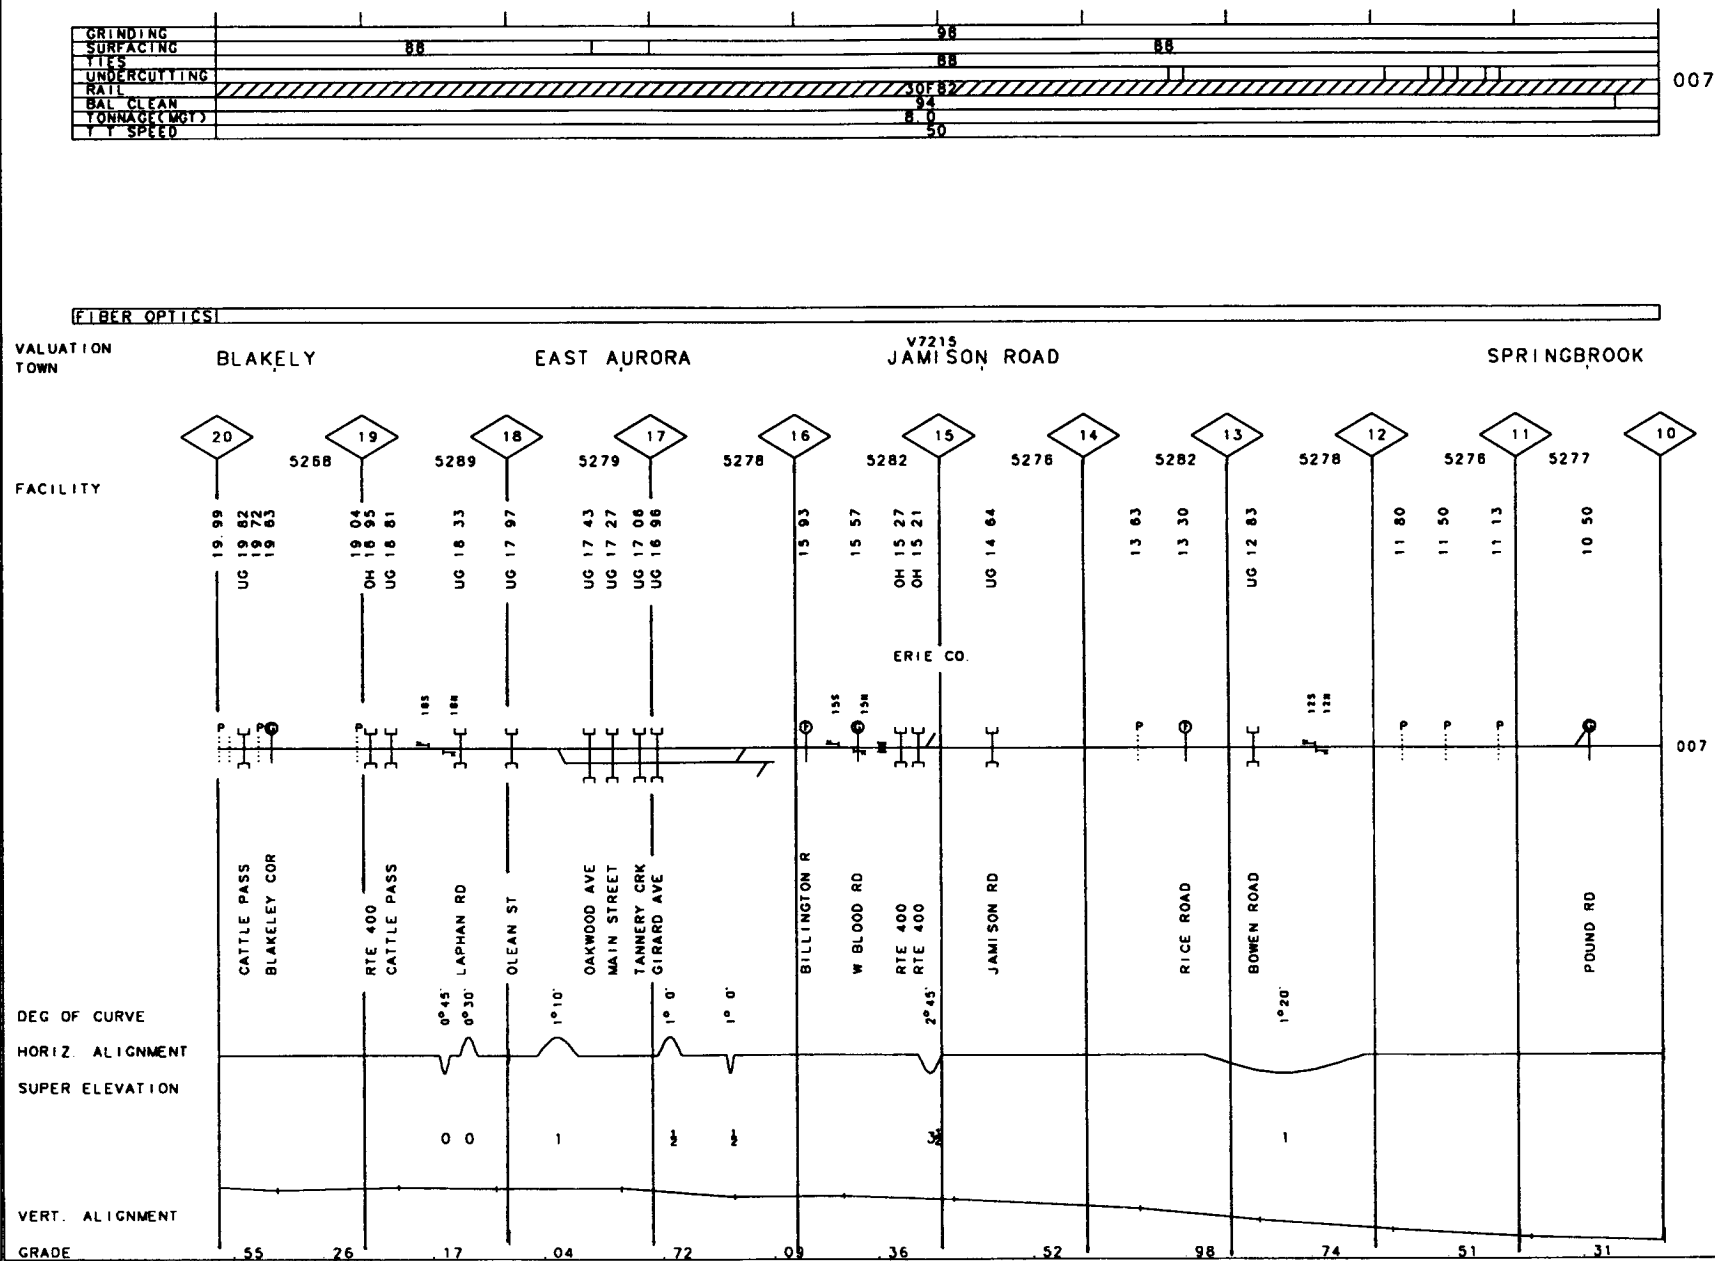 GRINDING 98
SURFACING 88 88
TIES 88
UNDERCUTTING
RAIL 30F82
BAL CLEAN 94
TONNAGE(MGT) 8.0
T T SPEED 50
007
FIBER OPTICS
VALUATION V7215
TOWN BLAKELY EAST AURORA JAMISON ROAD SPRINGBROOK
20 19 18 17 16 15 14 13 12 11 10
5268 5289 5279 5278 5282 5276 5282 5278 5276 5277
FACILITY
19.99
UG 19 82
19 72
19 63
19 04
OH 18 95
UG 18 81
UG 18 33
UG 17 97
UG 17 43
UG 17 27
UG 17 08
UG 16 96
15 93
15 57
OH 15 27
OH 15 21
UG 14 64
13 63
13 30
UG 12 83
11 80
11 50
11 13
10 50
ERIE CO.
18S 18N 15S 15N 12S 12N
P P P P P P P
007
CATTLE PASS
BLAKELEY COR
RTE 400
CATTLE PASS
LAPHAN RD
OLEAN ST
OAKWOOD AVE
MAIN STREET
TANNERY CRK
GIRARD AVE
BILLINGTON R
W BLOOD RD
RTE 400
RTE 400
JAMISON RD
RICE ROAD
BOWEN ROAD
POUND RD
DEG OF CURVE 0°45' 0°30' 1°10' 1° 0' 1° 0' 2°45' 1°20'
HORIZ. ALIGNMENT
SUPER ELEVATION
0 0 1 ½ ½ 3½ 1
VERT. ALIGNMENT
GRADE .55 .26 .17 .04 .72 .09 .36 .52 .98 .74 .51 .31